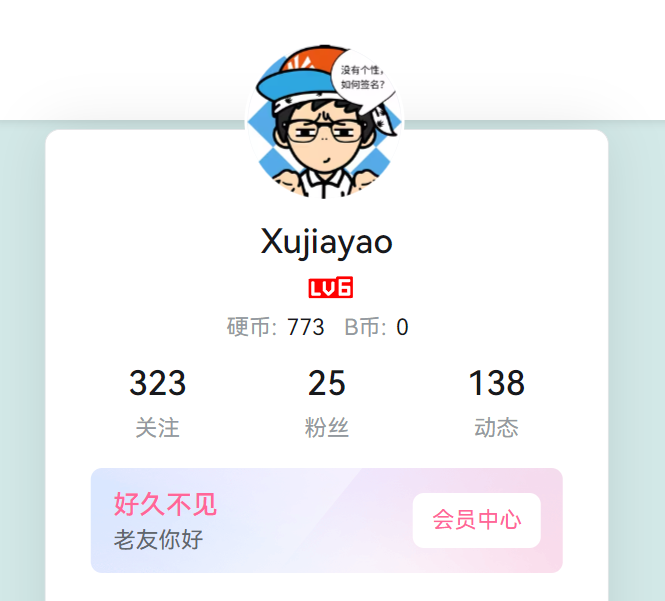 没有个性，
如何签名？
Xujiayao
LV6
硬币: 773 B币: 0
323 25 138
关注 粉丝 动态
好久不见
老友你好
会员中心